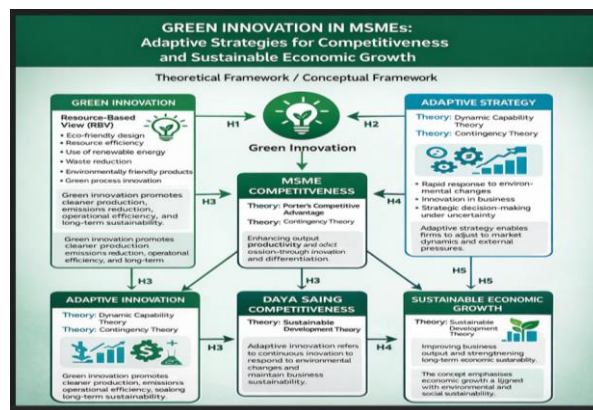 GREEN INNOVATION IN MSMEs:
Adaptive Strategies for Competitiveness
and Sustainable Economic Growth
Theoretical Framework / Conceptual Framework
GREEN INNOVATION
Resource-Based
View (RBV)
• Eco-friendly design
• Resource efficiency
• Use of renewable energy
• Waste reduction
• Environmentally friendly products
• Green process innovation
Green innovation promotes
cleaner production,
emissions reduction,
operational efficiency, and
long-term sustainability.
Green innovation promotes
cleaner production
emissions reduction, operational
efficiency, and long-term
H1
H2
Green Innovation
ADAPTIVE STRATEGY
Theory: Dynamic Capability
Theory
Theory: Contingency Theory
• Rapid response to environ-
mental changes
• Innovation in business
• Strategic decision-making
under uncertainty
Adaptive strategy enables
firms to adjust to market
dynamics and external
pressures.
H3
H4
MSME
COMPETITIVENESS
Theory: Porter's Competitive
Advantage
Theory: Contingency Theory
Enhancing output
productivity and
ossion-through
and differentiation.
H3
H3
H5
H5
ADAPTIVE INNOVATION
Theory: Dynamic Capability
Theory
Theory: Contingency Theory
Green innovation promotes
cleaner production, emissions
operational efficiency, soalong
long-term sustainability.
H3
DAYA SAING
COMPETITIVENESS
Theory: Sustainable
Development Theory
Adaptive innovation refers
to continuous inovation to
respond to environmental
changes and
maintain business
sustainability.
H4
SUSTAINABLE ECONOMIC
GROWTH
Theory: Sustainable
Development
Theory
Improving business
output and strengthning
long-term economic sustainability.
The concept emphasises
economic growth a ligned
with environmental and
social sustainability.